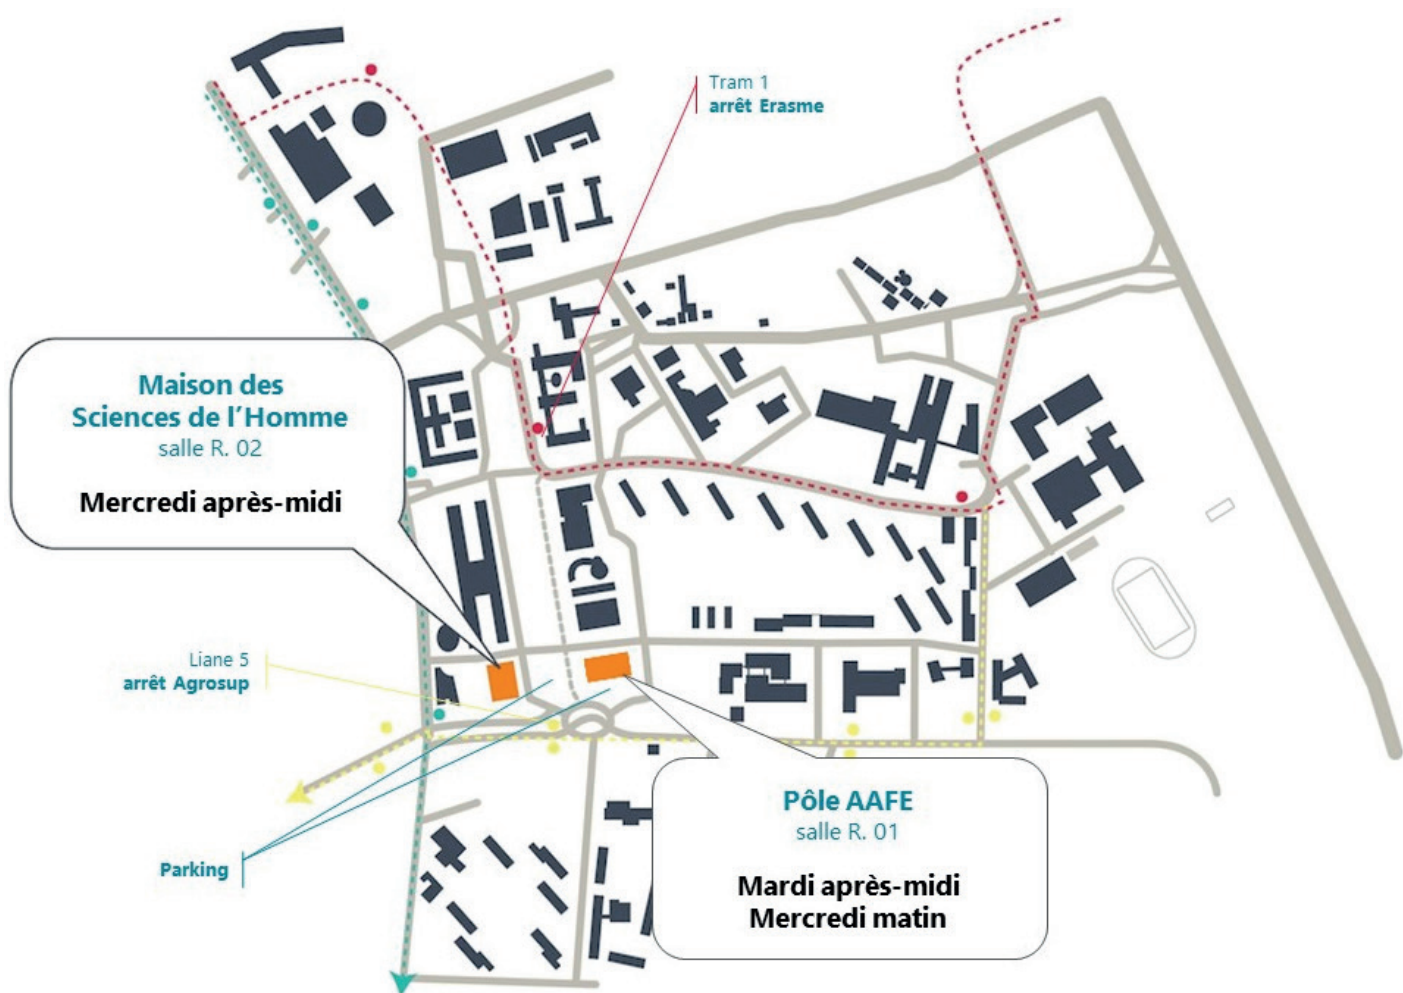 Tram 1
arrêt Erasme
Maison des
Sciences de l'Homme
salle R. 02
Mercredi après-midi
Liane 5
arrêt Agrosup
Parking
Pôle AAFE
salle R. 01
Mardi après-midi
Mercredi matin